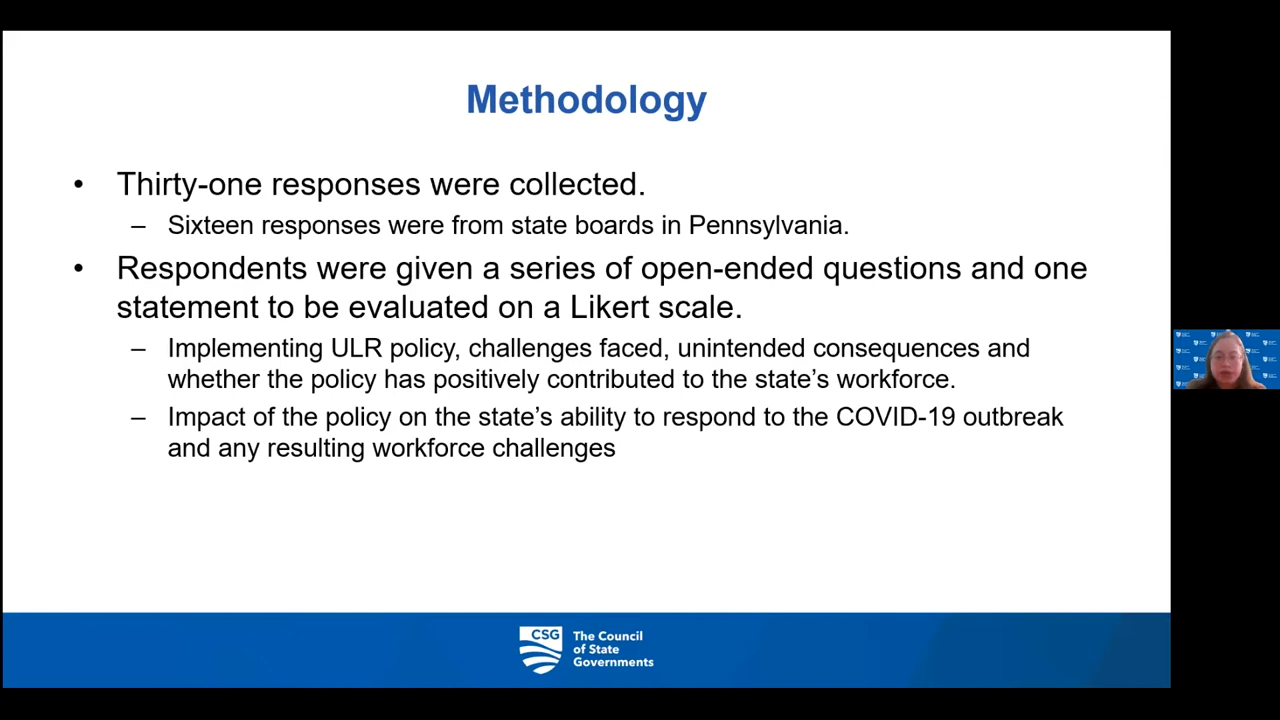 Methodology
• Thirty-one responses were collected.
– Sixteen responses were from state boards in Pennsylvania.
• Respondents were given a series of open-ended questions and one
statement to be evaluated on a Likert scale.
– Implementing ULR policy, challenges faced, unintended consequences and
whether the policy has positively contributed to the state's workforce.
– Impact of the policy on the state's ability to respond to the COVID-19 outbreak
and any resulting workforce challenges
CSG
The Council
of State
Governments